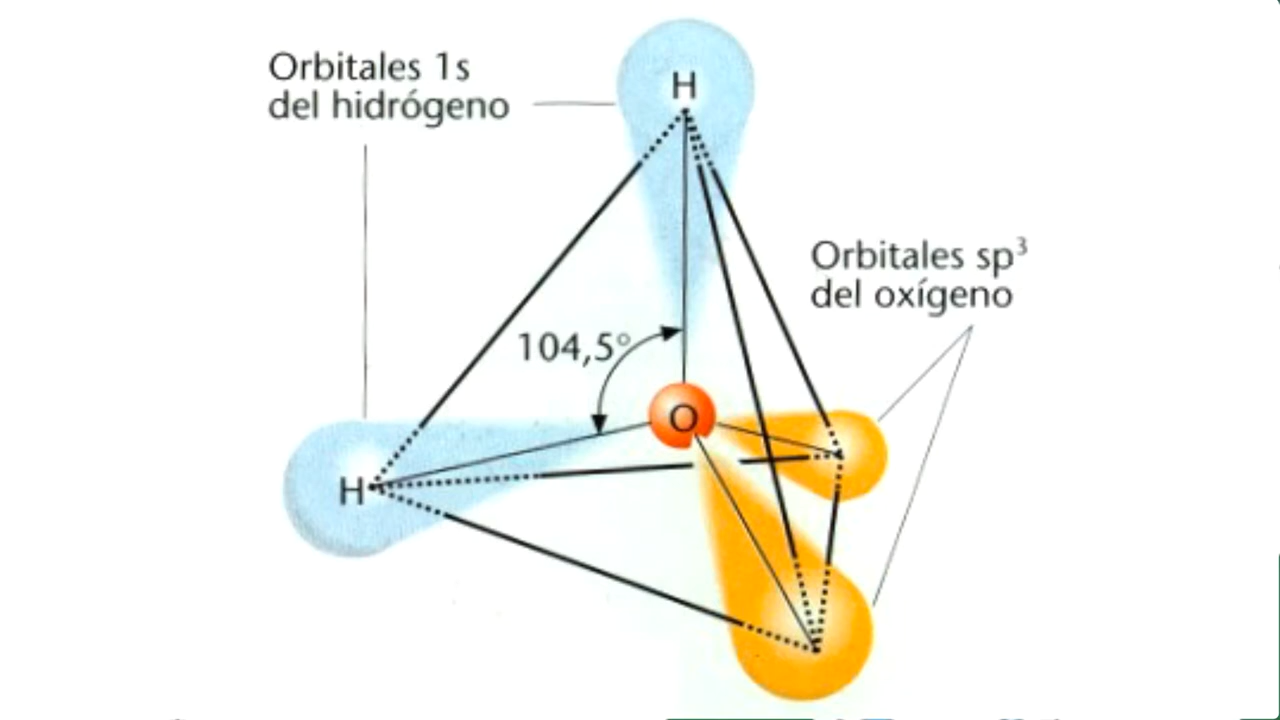 Orbitales 1s
del hidrógeno
H
Orbitales sp³
del oxígeno
104,5°
O
H